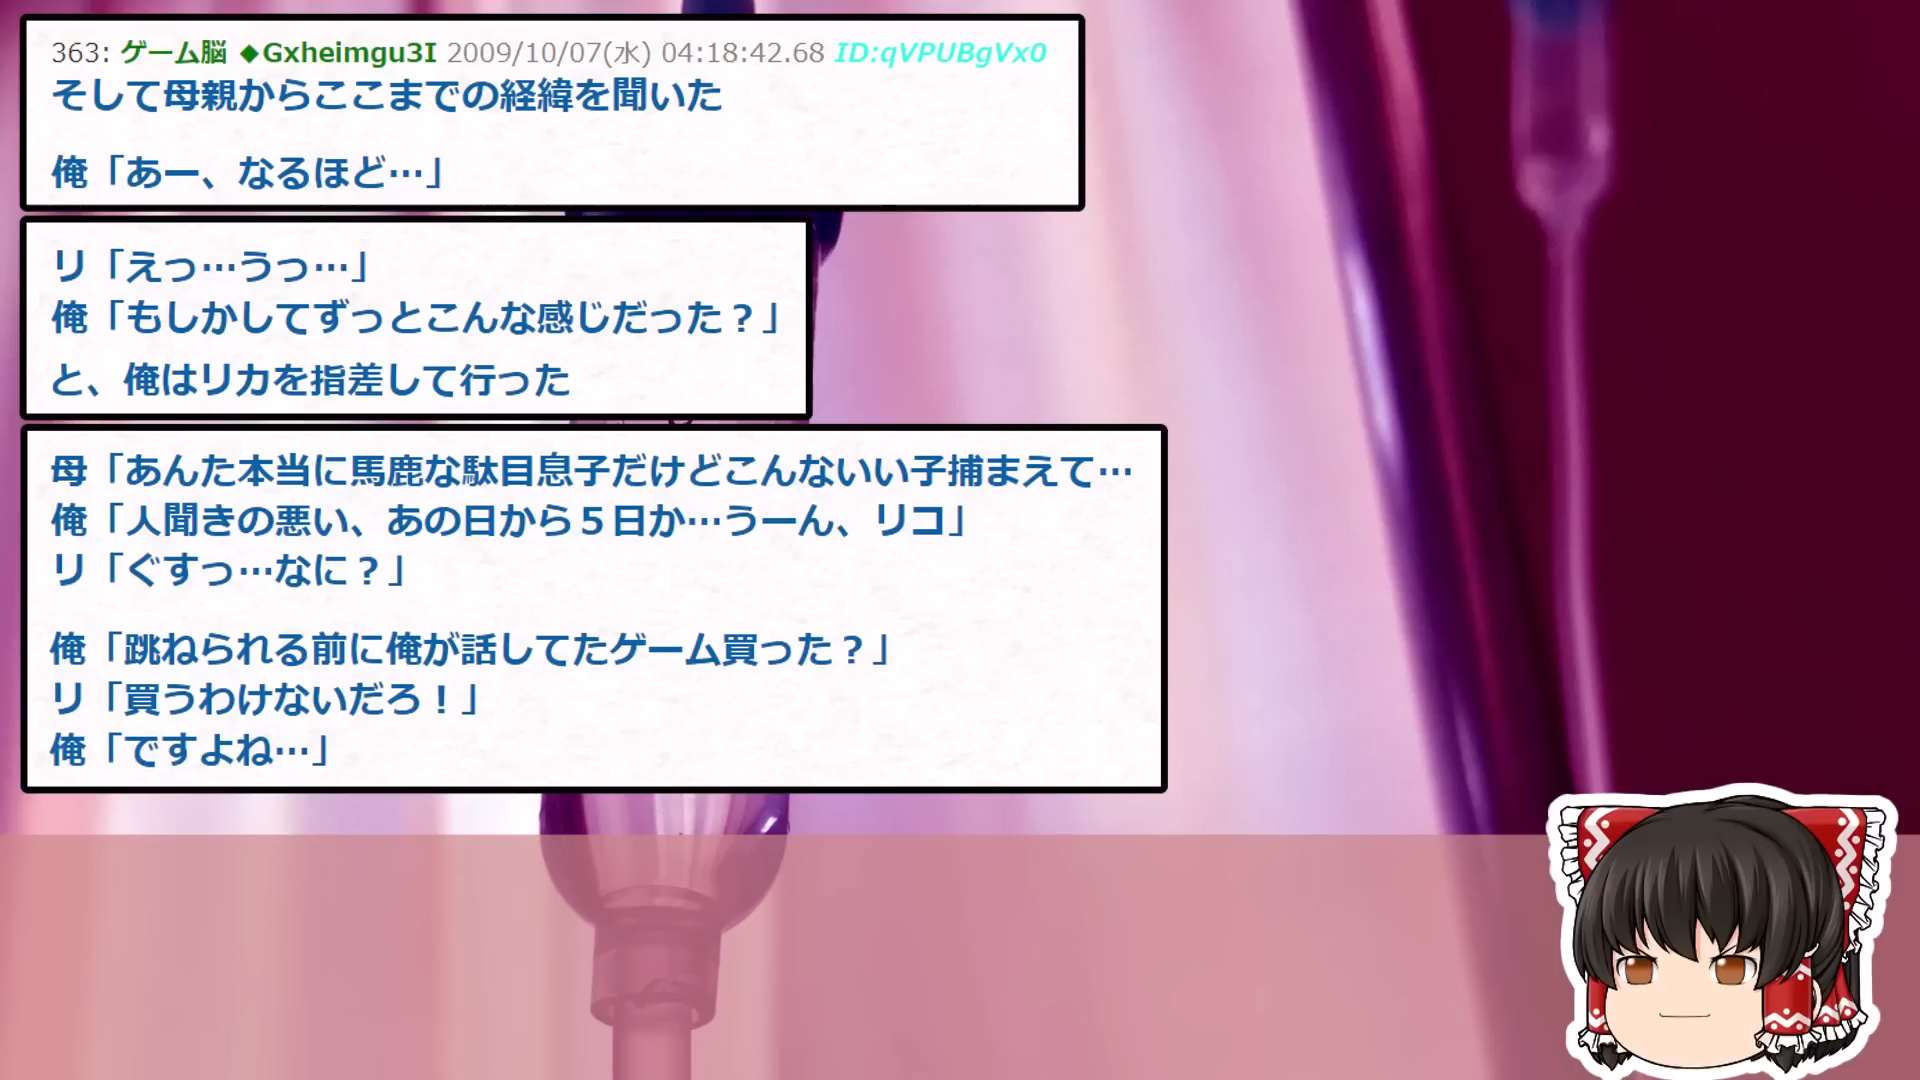 363: ゲーム脳 ◆Gxheimgu3I 2009/10/07(水) 04:18:42.68 ID:qVPUBgVx0
そして母親からここまでの経緯を聞いた
俺「あー、なるほど…」
リ「えっ…うっ…」
俺「もしかしてずっとこんな感じだった？」
と、俺はリカを指差して行った
母「あんた本当に馬鹿な駄目息子だけどこんないい子捕まえて…
俺「人聞きの悪い、あの日から５日か…うーん、リコ」
リ「ぐすっ…なに？」
俺「跳ねられる前に俺が話してたゲーム買った？」
リ「買うわけないだろ！」
俺「ですよね…」